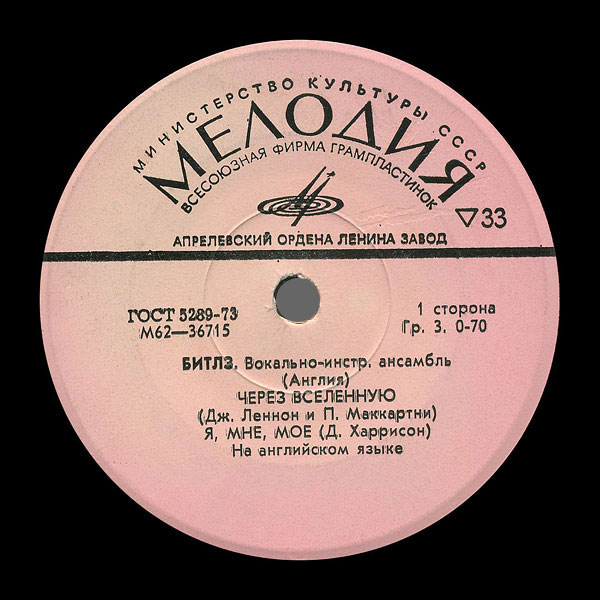 МИНИСТЕРСТВО КУЛЬТУРЫ СССР
МЕЛОДИЯ
ВСЕСОЮЗНАЯ ФИРМА ГРАМПЛАСТИНОК
▽33
АПРЕЛЕВСКИЙ ОРДЕНА ЛЕНИНА ЗАВОД
ГОСТ 5289-73
М62—36715
1 сторона
Гр. 3. 0-70
БИТЛЗ. Вокально-инстр. ансамбль
(Англия)
ЧЕРЕЗ ВСЕЛЕННУЮ
(Дж. Леннон и П. Маккартни)
Я, МНЕ, МОЕ (Д. Харрисон)
На английском языке